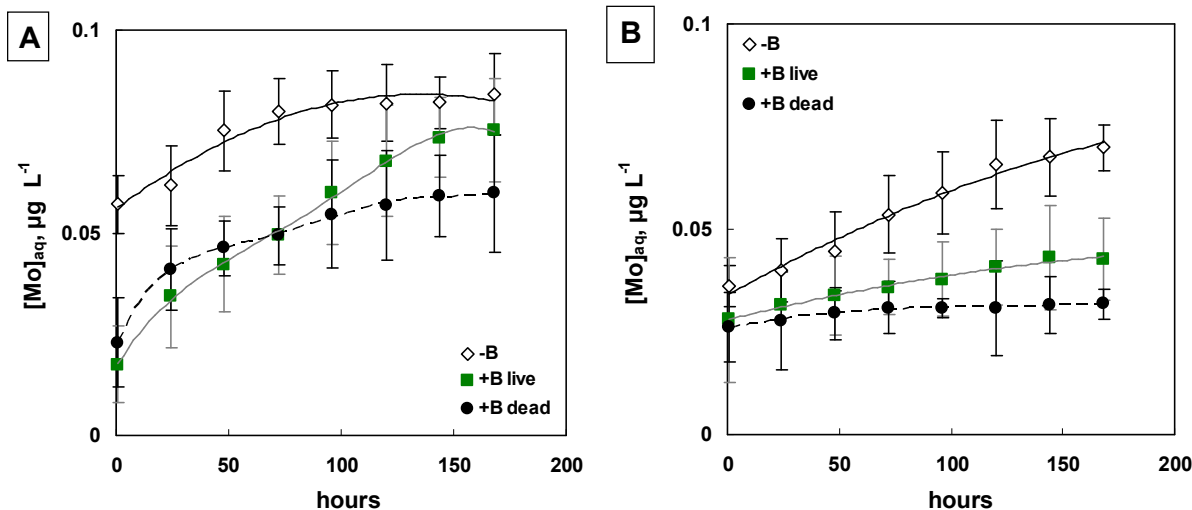 A
0.1
0.05
0
[Mo]aq, µg L-1
-B
+B live
+B dead
0 50 100 150 200
hours
B
0.1
0.05
0
[Mo]aq, µg L-1
-B
+B live
+B dead
0 50 100 150 200
hours